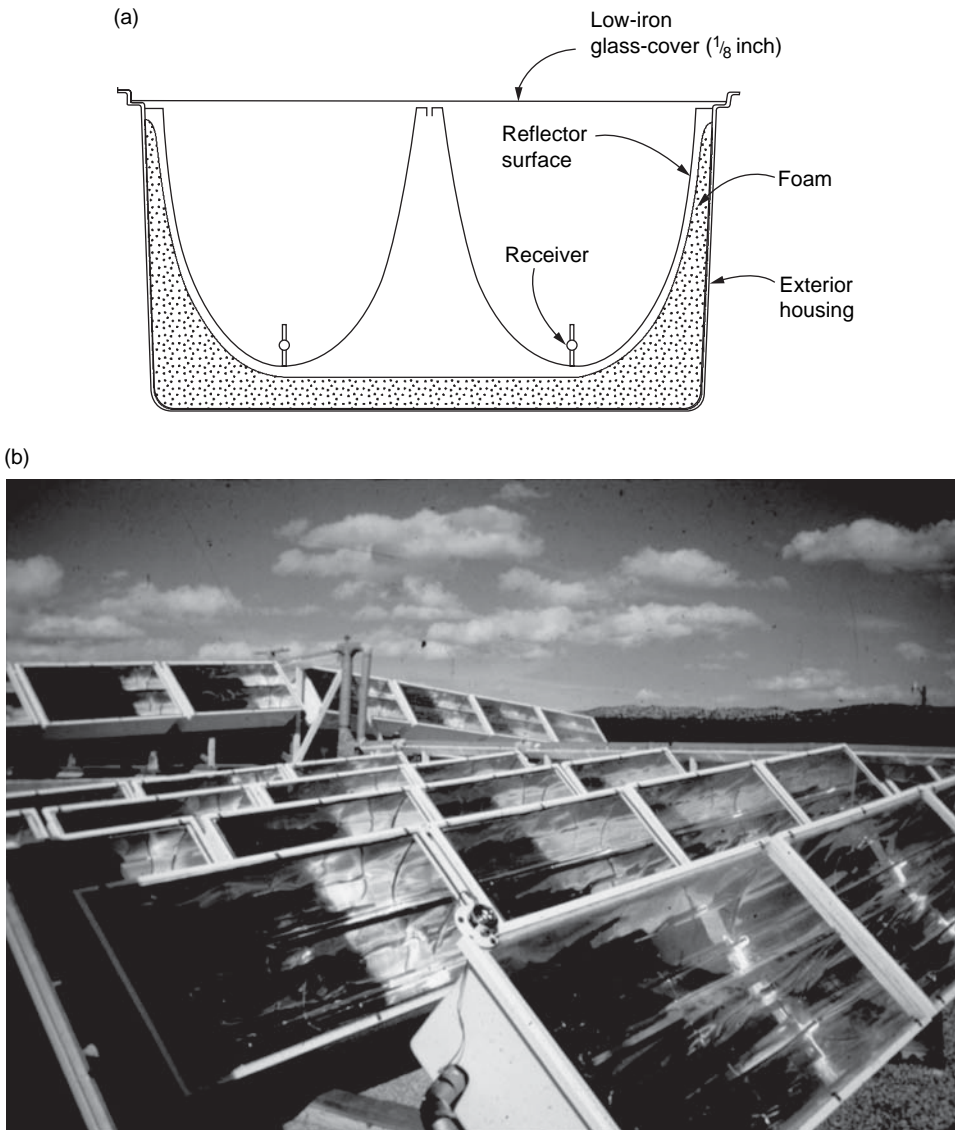 (a)
Low-iron
glass-cover (1/8 inch)
Reflector
surface
Foam
Receiver
Exterior
housing
(b)